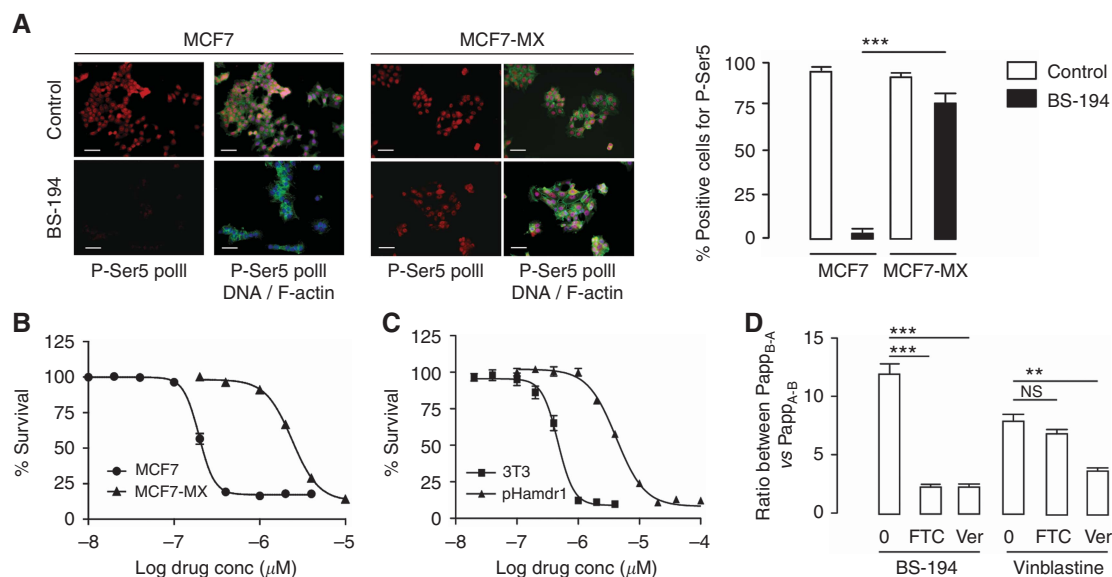 A
MCF7
MCF7-MX
Control
BS-194
P-Ser5 polII
P-Ser5 polII
DNA / F-actin
P-Ser5 polII
P-Ser5 polII
DNA / F-actin
% Positive cells for P-Ser5
100
75
50
25
0
***
MCF7
MCF7-MX
Control
BS-194
B
% Survival
125
100
75
50
25
0
MCF7
MCF7-MX
–8
–7
–6
–5
Log drug conc (μM)
C
% Survival
125
100
75
50
25
0
3T3
pHamdr1
–8
–7
–6
–5
–4
Log drug conc (μM)
D
Ratio between PappB-A
vs PappA-B
15
10
5
0
***
***
**
NS
0 FTC Ver
0 FTC Ver
BS-194
Vinblastine